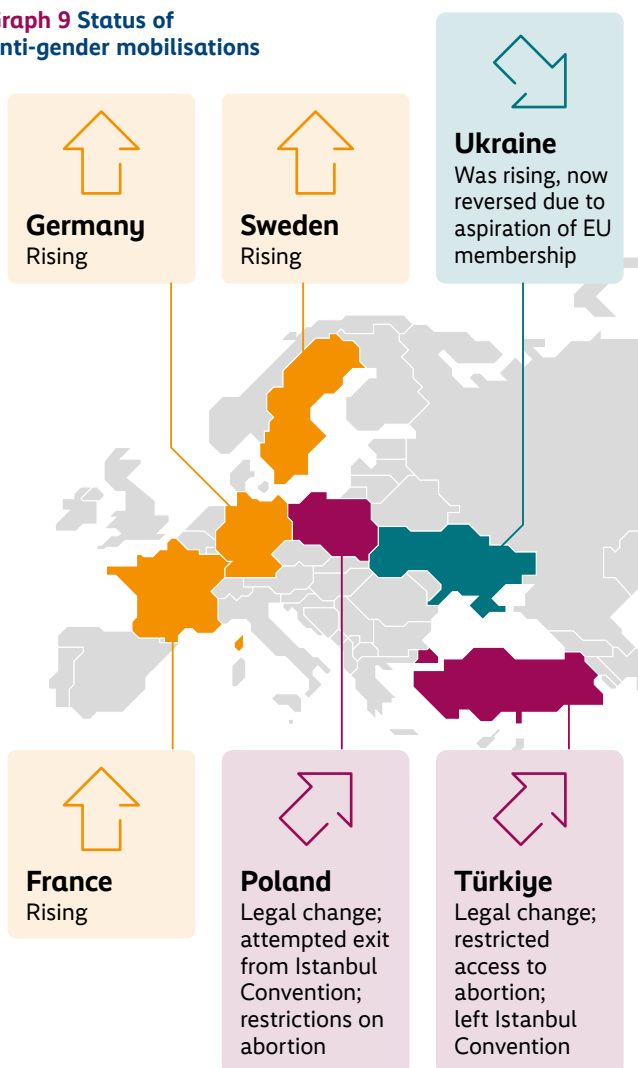 Graph 9 Status of
anti-gender mobilisations
Germany
Rising
Sweden
Rising
Ukraine
Was rising, now
reversed due to
aspiration of EU
membership
France
Rising
Poland
Legal change;
attempted exit
from Istanbul
Convention;
restrictions on
abortion
Türkiye
Legal change;
restricted
access to
abortion;
left Istanbul
Convention